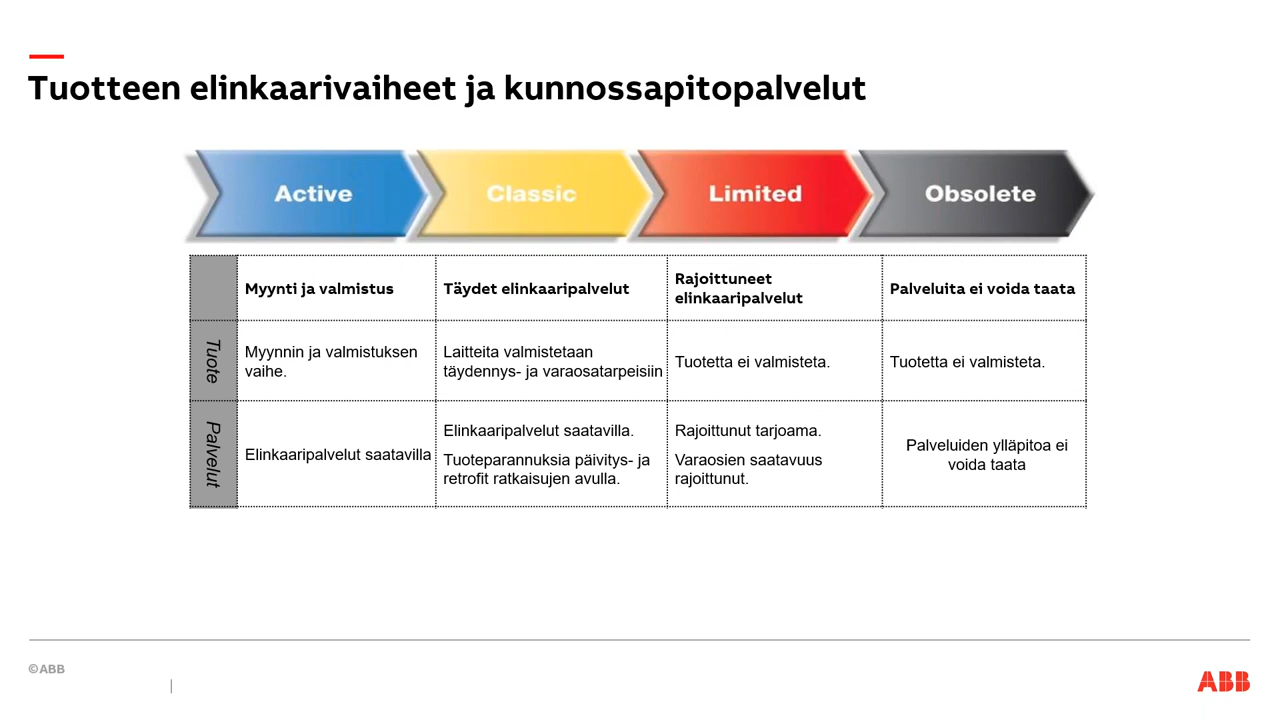 Tuotteen elinkaarivaiheet ja kunnossapitopalvelut
Active
Classic
Limited
Obsolete
Myynti ja valmistus
Täydet elinkaaripalvelut
Rajoittuneet
elinkaaripalvelut
Palveluita ei voida taata
Tuote
Myynnin ja valmistuksen
vaihe.
Laitteita valmistetaan
täydennys- ja varaosatarpeisiin
Tuotetta ei valmisteta.
Tuotetta ei valmisteta.
Palvelut
Elinkaaripalvelut saatavilla
Elinkaaripalvelut saatavilla.
Tuoteparannuksia päivitys- ja
retrofit ratkaisujen avulla.
Rajoittunut tarjoama.
Varaosien saatavuus
rajoittunut.
Palveluiden ylläpitoa ei
voida taata
©ABB
ABB